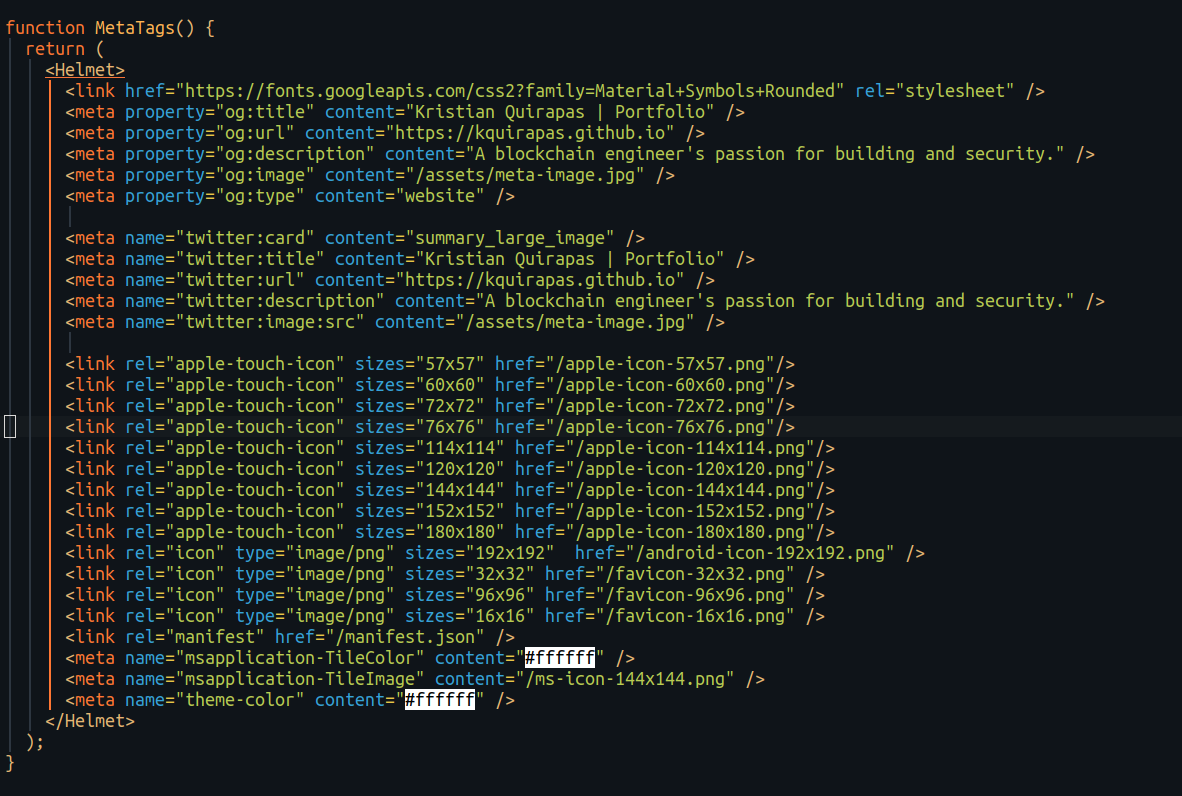 function MetaTags() {
  return (
    <Helmet>
      <link href="https://fonts.googleapis.com/css2?family=Material+Symbols+Rounded" rel="stylesheet" />
      <meta property="og:title" content="Kristian Quirapas | Portfolio" />
      <meta property="og:url" content="https://kquirapas.github.io" />
      <meta property="og:description" content="A blockchain engineer's passion for building and security." />
      <meta property="og:image" content="/assets/meta-image.jpg" />
      <meta property="og:type" content="website" />

      <meta name="twitter:card" content="summary_large_image" />
      <meta name="twitter:title" content="Kristian Quirapas | Portfolio" />
      <meta name="twitter:url" content="https://kquirapas.github.io" />
      <meta name="twitter:description" content="A blockchain engineer's passion for building and security." />
      <meta name="twitter:image:src" content="/assets/meta-image.jpg" />

      <link rel="apple-touch-icon" sizes="57x57" href="/apple-icon-57x57.png"/>
      <link rel="apple-touch-icon" sizes="60x60" href="/apple-icon-60x60.png"/>
      <link rel="apple-touch-icon" sizes="72x72" href="/apple-icon-72x72.png"/>
      <link rel="apple-touch-icon" sizes="76x76" href="/apple-icon-76x76.png"/>
      <link rel="apple-touch-icon" sizes="114x114" href="/apple-icon-114x114.png"/>
      <link rel="apple-touch-icon" sizes="120x120" href="/apple-icon-120x120.png"/>
      <link rel="apple-touch-icon" sizes="144x144" href="/apple-icon-144x144.png"/>
      <link rel="apple-touch-icon" sizes="152x152" href="/apple-icon-152x152.png"/>
      <link rel="apple-touch-icon" sizes="180x180" href="/apple-icon-180x180.png"/>
      <link rel="icon" type="image/png" sizes="192x192"  href="/android-icon-192x192.png" />
      <link rel="icon" type="image/png" sizes="32x32" href="/favicon-32x32.png" />
      <link rel="icon" type="image/png" sizes="96x96" href="/favicon-96x96.png" />
      <link rel="icon" type="image/png" sizes="16x16" href="/favicon-16x16.png" />
      <link rel="manifest" href="/manifest.json" />
      <meta name="msapplication-TileColor" content="#ffffff" />
      <meta name="msapplication-TileImage" content="/ms-icon-144x144.png" />
      <meta name="theme-color" content="#ffffff" />
    </Helmet>
  );
}